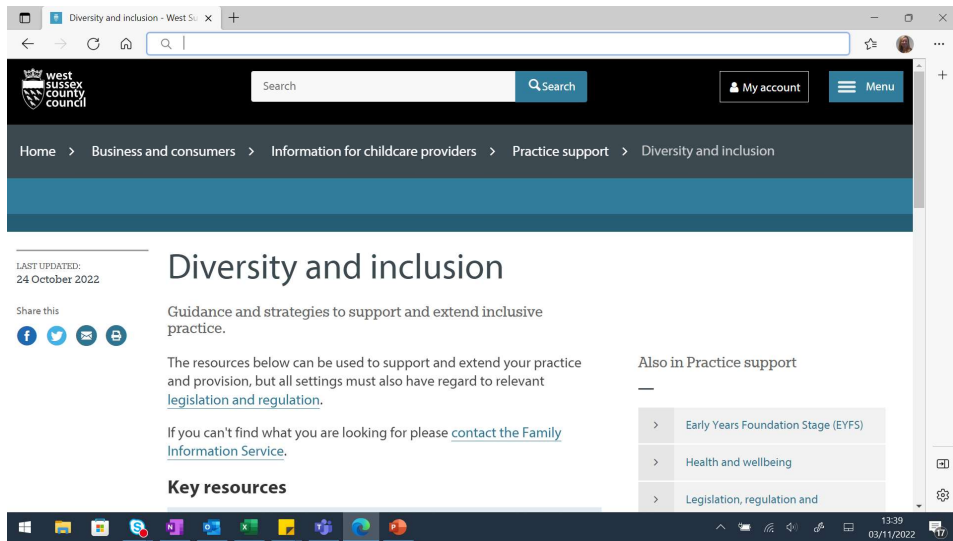 Diversity and inclusion - West Su
west
sussex
county
council
Search
Search
My account
Menu
Home > Business and consumers > Information for childcare providers > Practice support > Diversity and inclusion
LAST UPDATED:
24 October 2022
Share this
Diversity and inclusion
Guidance and strategies to support and extend inclusive
practice.
The resources below can be used to support and extend your practice
and provision, but all settings must also have regard to relevant
legislation and regulation.
If you can't find what you are looking for please contact the Family
Information Service.
Key resources
Also in Practice support
Early Years Foundation Stage (EYFS)
Health and wellbeing
Legislation, regulation and
13:39
03/11/2022
17